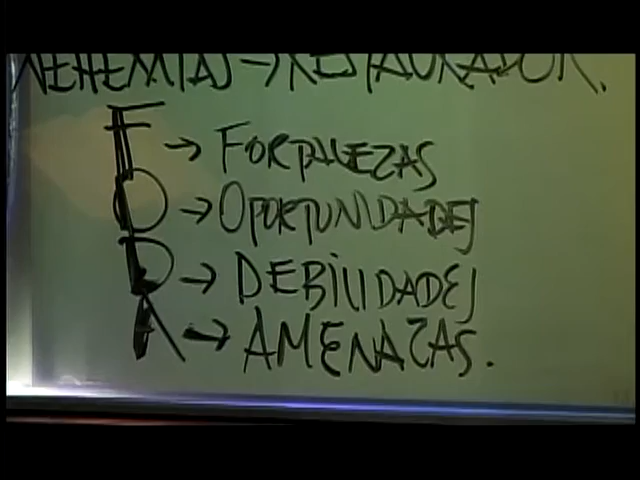 NEHEMIAS → RESTAURADOR.
F → FORTALEZAS
O → OPORTUNIDADES
D → DEBILIDADES
A → AMENAZAS.